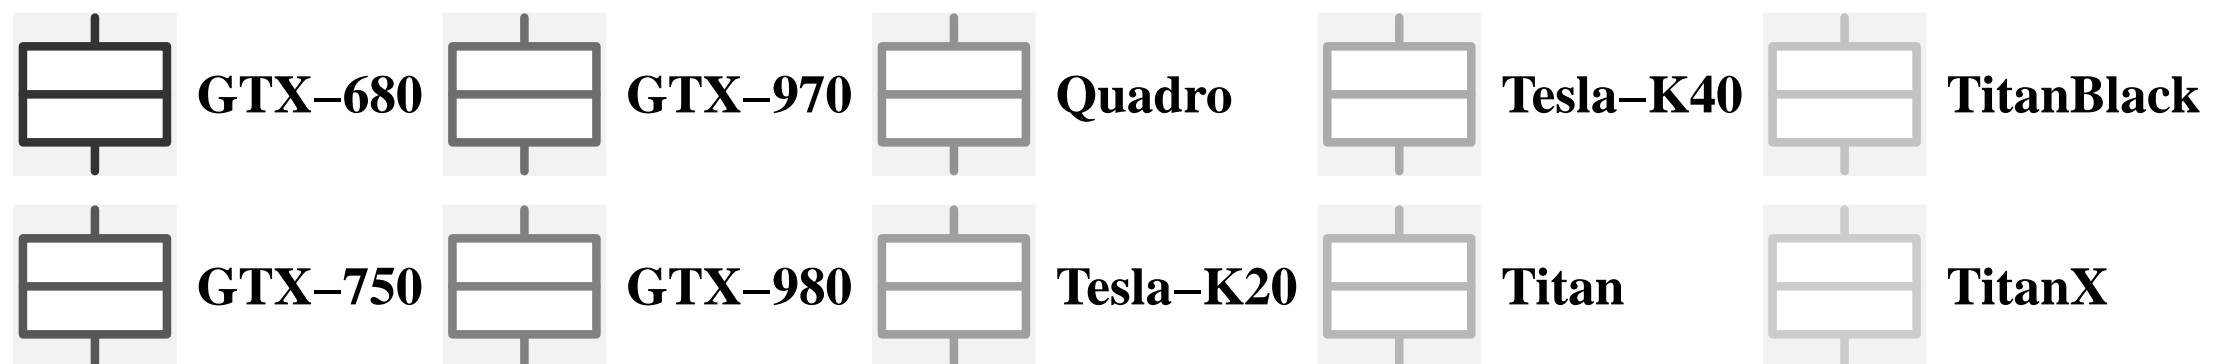 GTX–680 GTX–970 Quadro Tesla–K40 TitanBlack
GTX–750 GTX–980 Tesla–K20 Titan TitanX